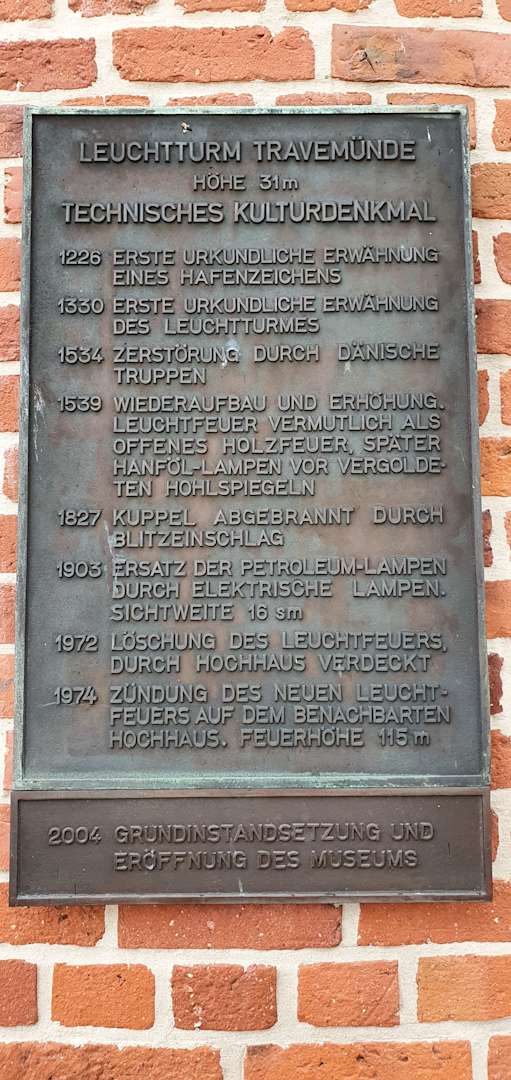 LEUCHTTURM TRAVEMÜNDE
HÖHE 31m
TECHNISCHES KULTURDENKMAL
1226 ERSTE URKUNDLICHE ERWÄHNUNG
EINES HAFENZEICHENS
1330 ERSTE URKUNDLICHE ERWÄHNUNG
DES LEUCHTTURMES
1534 ZERSTÖRUNG DURCH DÄNISCHE
TRUPPEN
1539 WIEDERAUFBAU UND ERHÖHUNG.
LEUCHTFEUER VERMUTLICH ALS
OFFENES HOLZFEUER, SPÄTER
HANFÖL-LAMPEN VOR VERGOLDE-
TEN HOHLSPIEGELN
1827 KUPPEL ABGEBRANNT DURCH
BLITZEINSCHLAG
1903 ERSATZ DER PETROLEUM-LAMPEN
DURCH ELEKTRISCHE LAMPEN.
SICHTWEITE 16 sm
1972 LÖSCHUNG DES LEUCHTFEUERS,
DURCH HOCHHAUS VERDECKT
1974 ZÜNDUNG DES NEUEN LEUCHT-
FEUERS AUF DEM BENACHBARTEN
HOCHHAUS. FEUERHÖHE 115 m
2004 GRUNDINSTANDSETZUNG UND
ERÖFFNUNG DES MUSEUMS